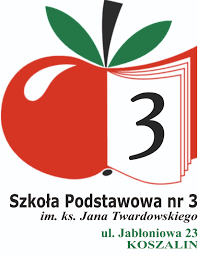 3
Szkoła Podstawowa nr 3
im. ks. Jana Twardowskiego
ul. Jabłoniowa 23
KOSZALIN